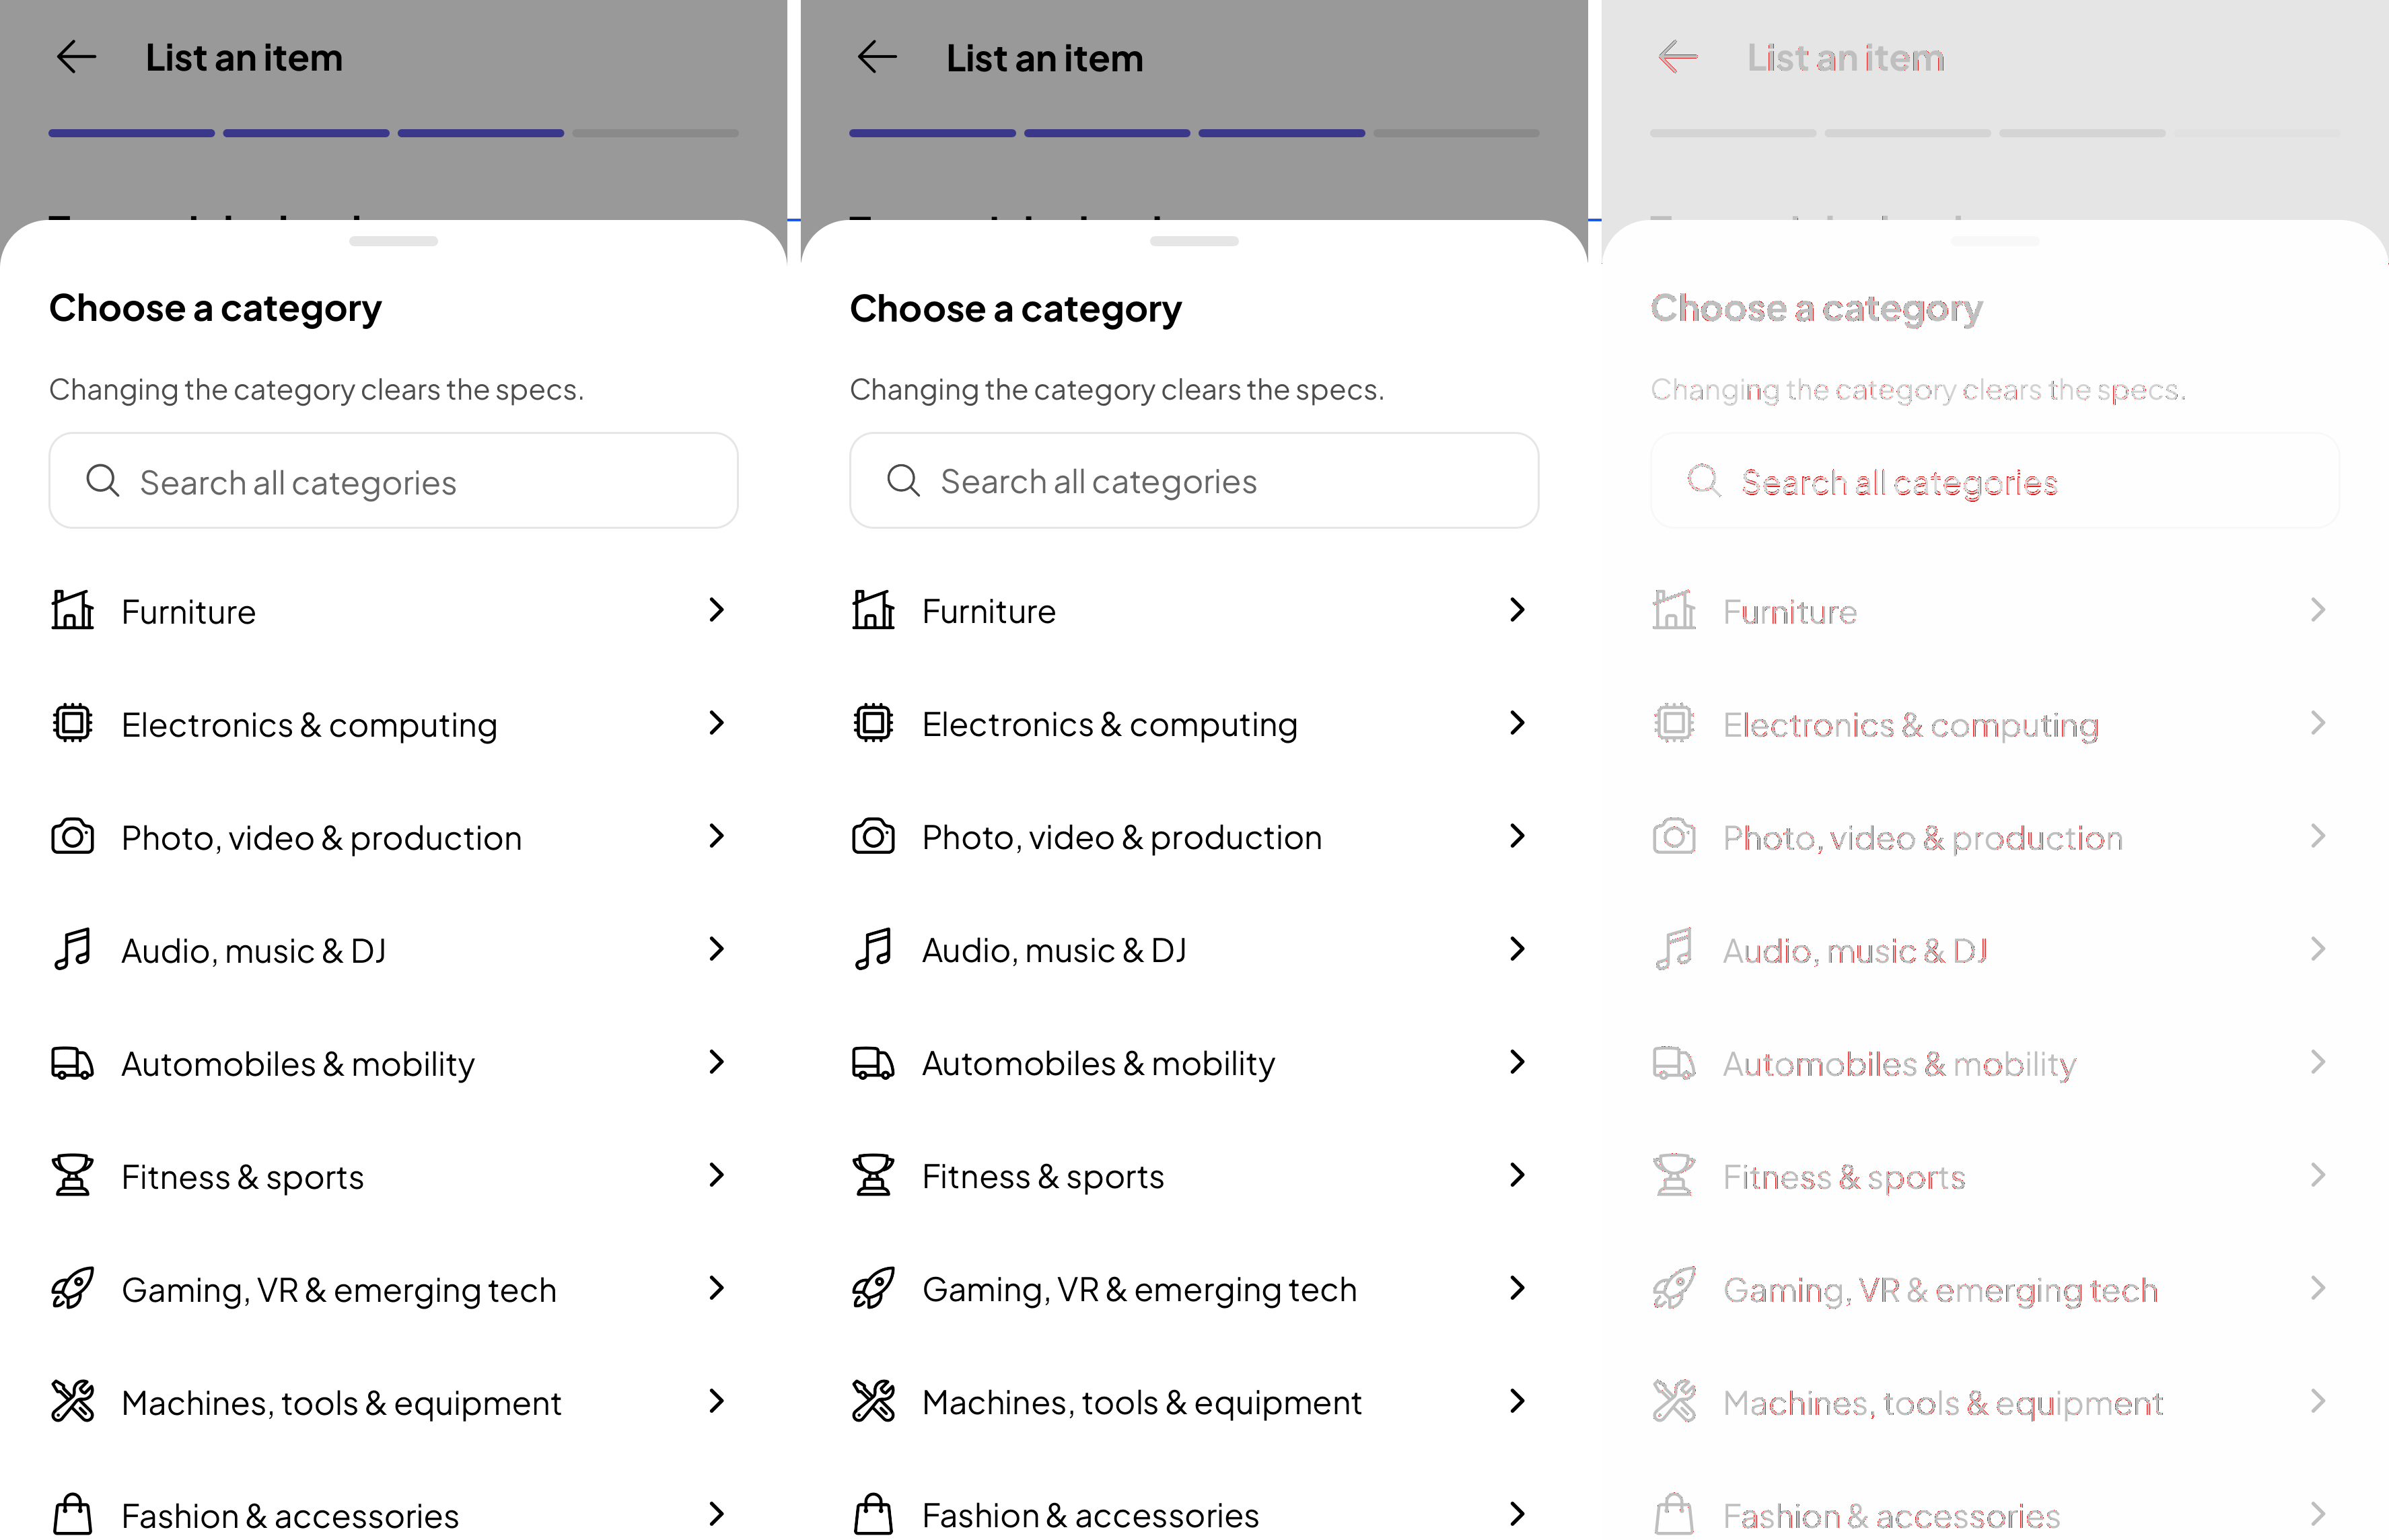 List an item
Choose a category
Changing the category clears the specs.
Search all categories
Furniture
Electronics & computing
Photo, video & production
Audio, music & DJ
Automobiles & mobility
Fitness & sports
Gaming, VR & emerging tech
Machines, tools & equipment
Fashion & accessories
List an item
Choose a category
Changing the category clears the specs.
Search all categories
Furniture
Electronics & computing
Photo, video & production
Audio, music & DJ
Automobiles & mobility
Fitness & sports
Gaming, VR & emerging tech
Machines, tools & equipment
Fashion & accessories
List an item
Choose a category
Changing the category clears the specs.
Search all categories
Furniture
Electronics & computing
Photo, video & production
Audio, music & DJ
Automobiles & mobility
Fitness & sports
Gaming, VR & emerging tech
Machines, tools & equipment
Fashion & accessories